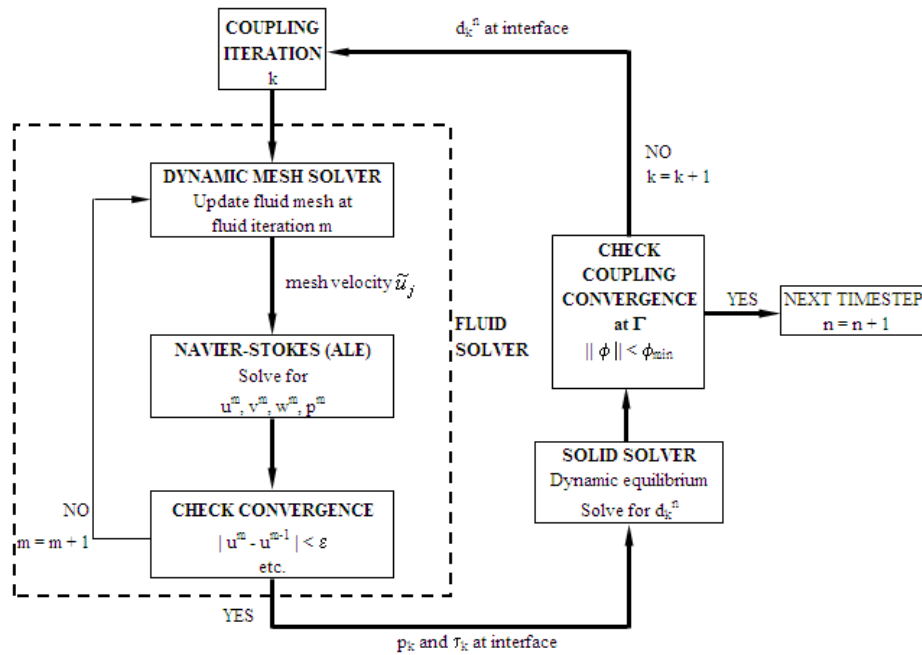 COUPLING
ITERATION
k
dₖⁿ at interface
DYNAMIC MESH SOLVER
Update fluid mesh at
fluid iteration m
mesh velocity ũⱼ
NAVIER-STOKES (ALE)
Solve for
uᵐ, vᵐ, wᵐ, pᵐ
CHECK CONVERGENCE
| uᵐ - uᵐ⁻¹ | < ε
etc.
NO
m = m + 1
FLUID
SOLVER
YES
pₖ and τₖ at interface
SOLID SOLVER
Dynamic equilibrium
Solve for dₖⁿ
CHECK
COUPLING
CONVERGENCE
at Γ
|| ϕ || < ϕmin
NO
k = k + 1
YES
NEXT TIMESTEP
n = n + 1